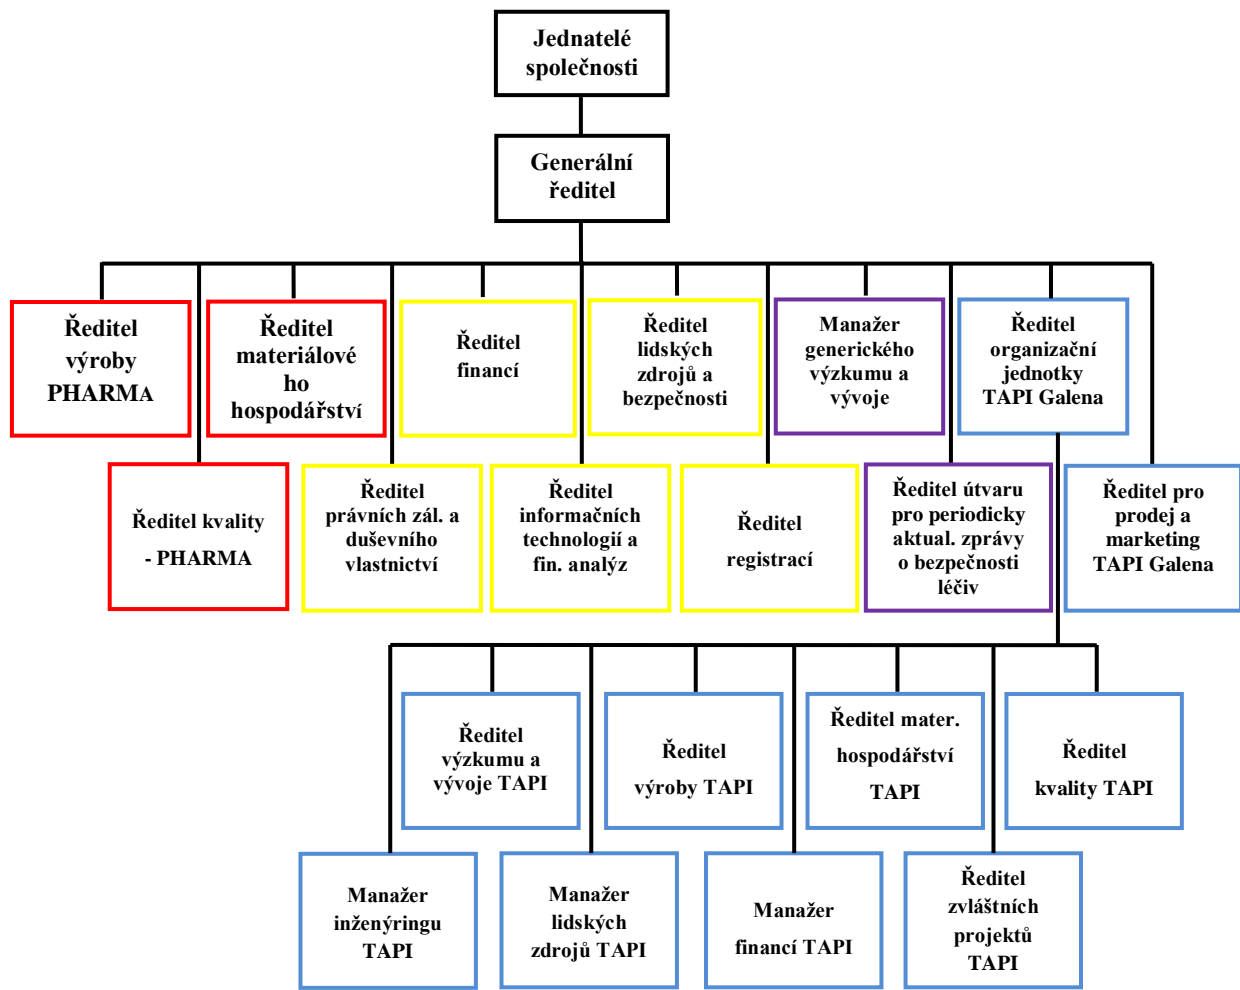 Jednatelé
společnosti
Generální
ředitel
Ředitel
výroby
PHARMA
Ředitel
materiálové
ho
hospodářství
Ředitel
financí
Ředitel
lidských
zdrojů a
bezpečnosti
Manažer
generického
výzkumu a
vývoje
Ředitel
organizační
jednotky
TAPI Galena
Ředitel kvality
- PHARMA
Ředitel
právních zál. a
duševního
vlastnictví
Ředitel
informačních
technologií a
fin. analýz
Ředitel
registrací
Ředitel útvaru
pro periodicky
aktual. zprávy
o bezpečnosti
léčiv
Ředitel pro
prodej a
marketing
TAPI Galena
Ředitel
výzkumu a
vývoje TAPI
Ředitel
výroby TAPI
Ředitel mater.
hospodářství
TAPI
Ředitel
kvality TAPI
Manažer
inženýringu
TAPI
Manažer
lidských
zdrojů TAPI
Manažer
financí TAPI
Ředitel
zvláštních
projektů
TAPI